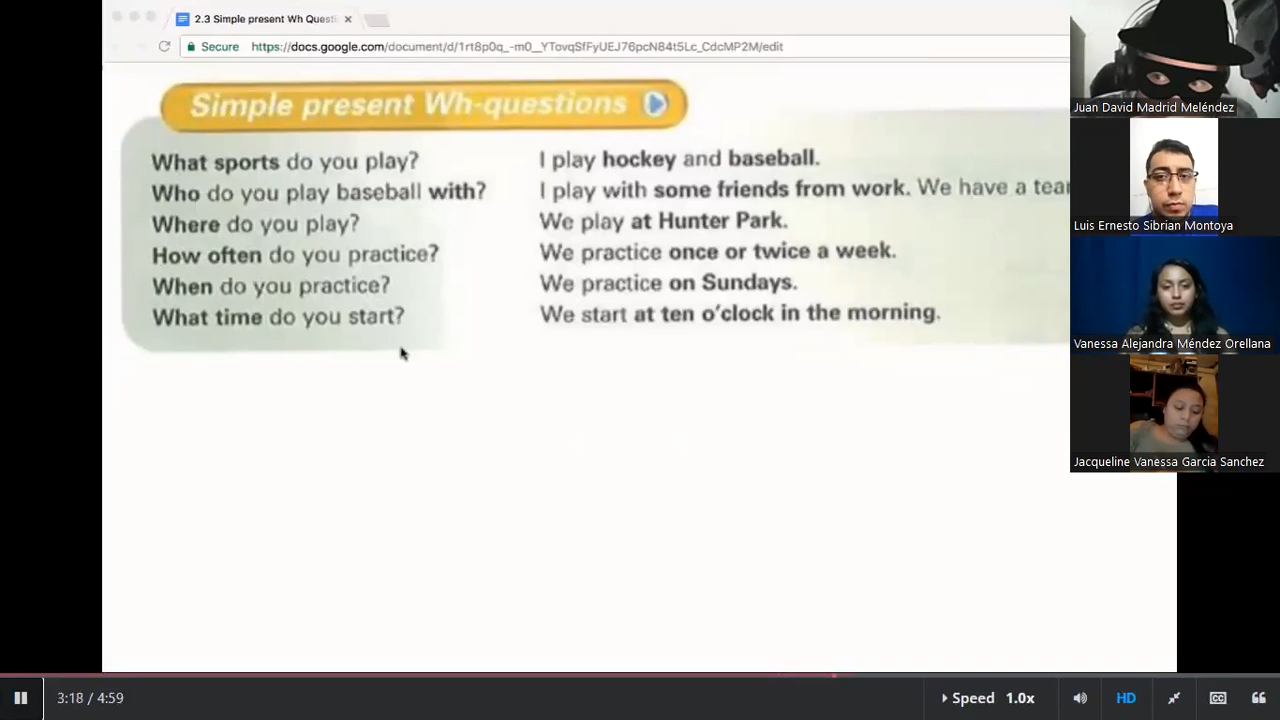 2.3 Simple present Wh Quest
Secure https://docs.google.com/document/d/1rt8p0q_-m0__YTovqSfFyUEJ76pcN84t5Lc_CdcMP2M/edit
Simple present Wh-questions
What sports do you play? I play hockey and baseball.
Who do you play baseball with? I play with some friends from work. We have a tea
Where do you play? We play at Hunter Park.
How often do you practice? We practice once or twice a week.
When do you practice? We practice on Sundays.
What time do you start? We start at ten o'clock in the morning.
Juan David Madrid Meléndez
Luis Ernesto Sibrian Montoya
Vanessa Alejandra Méndez Orellana
Jacqueline Vanessa Garcia Sanchez
3:18 / 4:59 Speed 1.0x HD CC